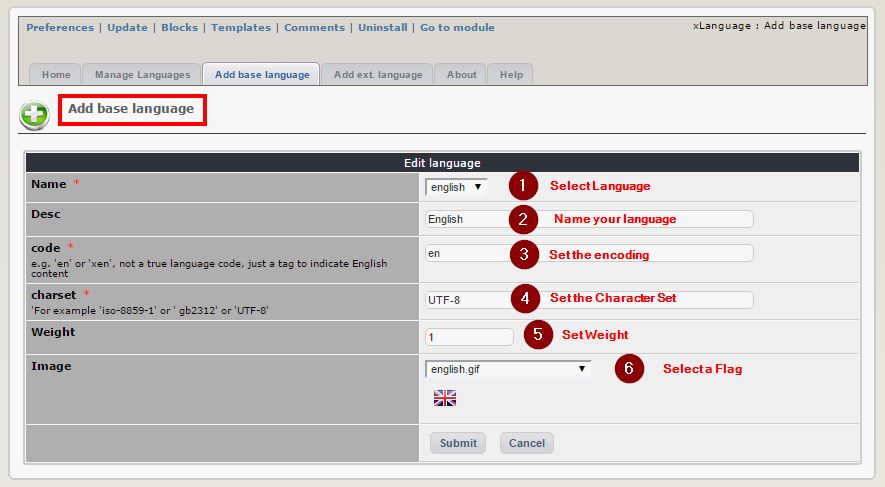 Preferences | Update | Blocks | Templates | Comments | Uninstall | Go to module
xLanguage : Add base language
Home Manage Languages Add base language Add ext. language About Help
Add base language
Edit language
Name *
english
1 Select Language
Desc
English
2 Name your language
code *
e.g. 'en' or 'xen', not a true language code, just a tag to indicate English
content
en
3 Set the encoding
charset *
'For example 'iso-8859-1' or ' gb2312' or 'UTF-8'
UTF-8
4 Set the Character Set
Weight
1
5 Set Weight
Image
english.gif
6 Select a Flag
Submit Cancel